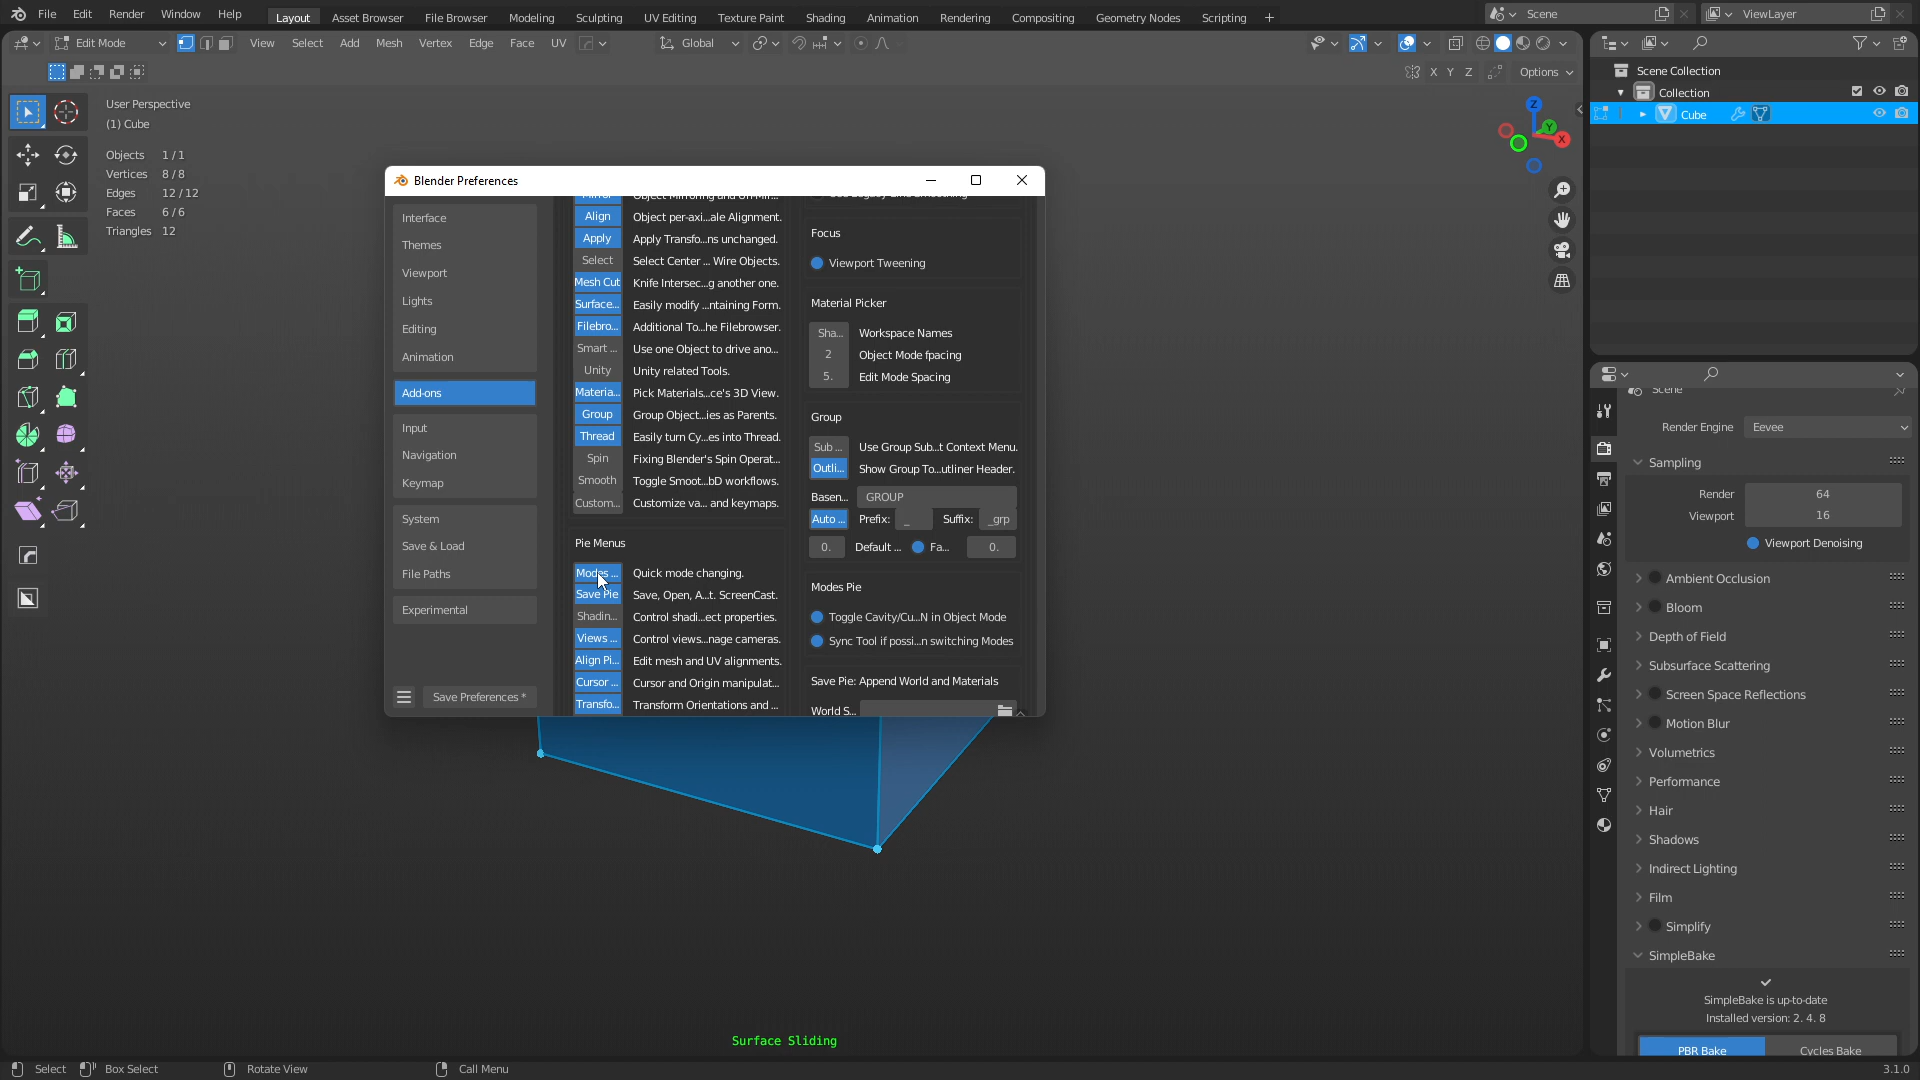 File Edit Render Window Help Layout Asset Browser File Browser Modeling Sculpting UV Editing Texture Paint Shading Animation Rendering Compositing Geometry Nodes Scripting + Scene ViewLayer
Edit Mode View Select Add Mesh Vertex Edge Face UV Global
X Y Z Options
User Perspective
(1) Cube
Objects 1/1
Vertices 8/8
Edges 12/12
Faces 6/6
Triangles 12
Z
Y
X
Scene Collection
Collection
Cube
Blender Preferences
Interface
Themes
Viewport
Lights
Editing
Animation
Add-ons
Input
Navigation
Keymap
System
Save & Load
File Paths
Experimental
Save Preferences *
Align Object per-axi...ale Alignment.
Apply Apply Transfo...ns unchanged.
Select Select Center ... Wire Objects.
Mesh Cut Knife Intersec...g another one.
Surface... Easily modify ...ntaining Form.
Filebro... Additional To...he Filebrowser.
Smart ... Use one Object to drive ano...
Unity Unity related Tools.
Materia... Pick Materials...ce's 3D View.
Group Group Object...ies as Parents.
Thread Easily turn Cy...es into Thread.
Spin Fixing Blender's Spin Operat...
Smooth Toggle Smoot...bD workflows.
Custom... Customize va... and keymaps.
Pie Menus
Modes ... Quick mode changing.
Save Pie Save, Open, A...t. ScreenCast.
Shadin... Control shadi...ect properties.
Views ... Control views...nage cameras.
Align Pi... Edit mesh and UV alignments.
Cursor ... Cursor and Origin manipulat...
Transfo... Transform Orientations and ...
Focus
Viewport Tweening
Material Picker
Sha... Workspace Names
2 Object Mode fpacing
5. Edit Mode Spacing
Group
Sub ... Use Group Sub...t Context Menu.
Outli... Show Group To...utliner Header.
Basen... GROUP
Auto ... Prefix: _ Suffix: _grp
0. Default ... Fa... 0.
Modes Pie
Toggle Cavity/Cu...N in Object Mode
Sync Tool if possi...n switching Modes
Save Pie: Append World and Materials
World S...
Scene
Render Engine Eevee
Sampling
Render 64
Viewport 16
Viewport Denoising
Ambient Occlusion
Bloom
Depth of Field
Subsurface Scattering
Screen Space Reflections
Motion Blur
Volumetrics
Performance
Hair
Shadows
Indirect Lighting
Film
Simplify
SimpleBake
SimpleBake is up-to-date
Installed version: 2. 4. 8
PBR Bake Cycles Bake
Surface Sliding
Select Box Select Rotate View Call Menu 3.1.0